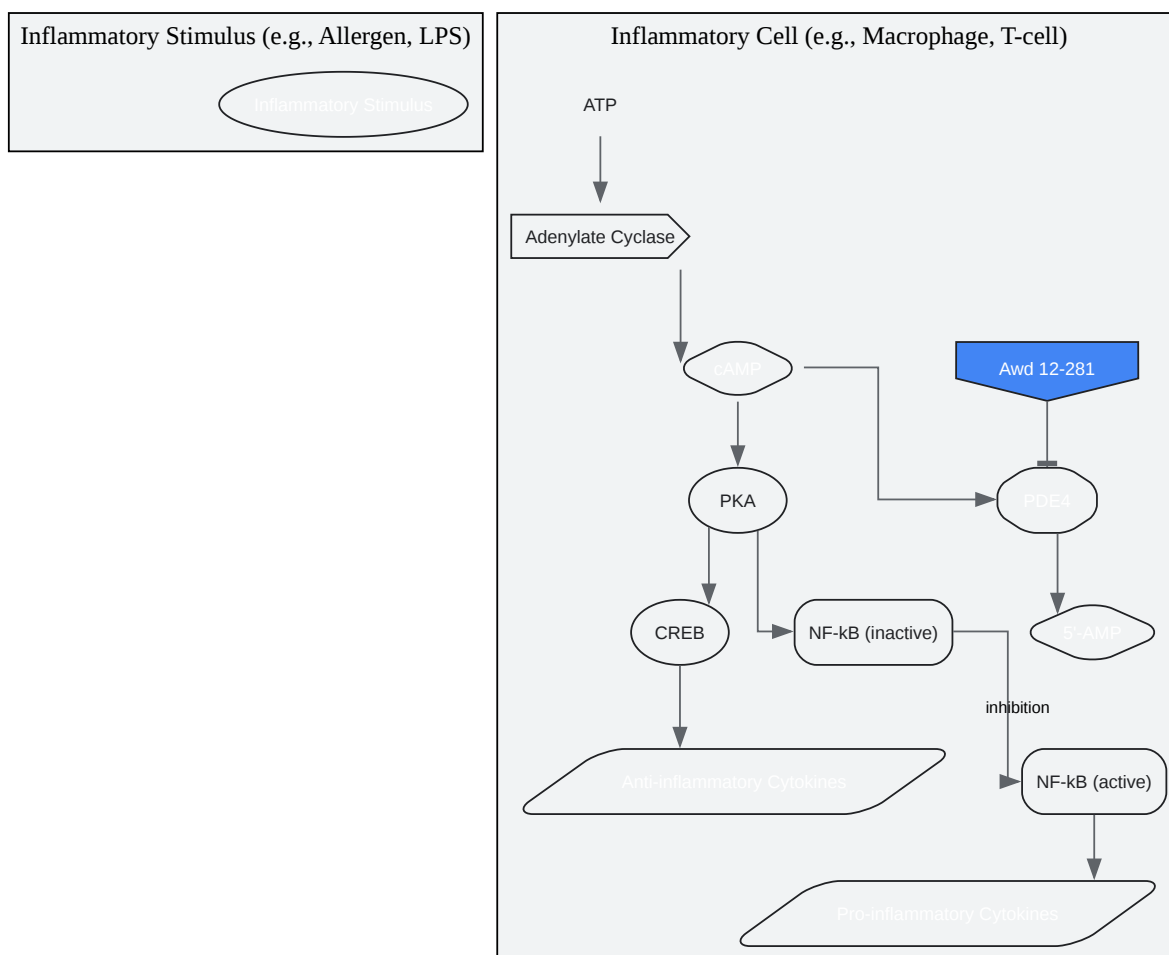 Inflammatory Stimulus (e.g., Allergen, LPS)
Inflammatory Stimulus
Inflammatory Cell (e.g., Macrophage, T-cell)
ATP
Adenylate Cyclase
cAMP
Awd 12-281
PKA
PDE4
CREB
NF-kB (inactive)
5'-AMP
inhibition
Anti-inflammatory Cytokines
NF-kB (active)
Pro-inflammatory Cytokines